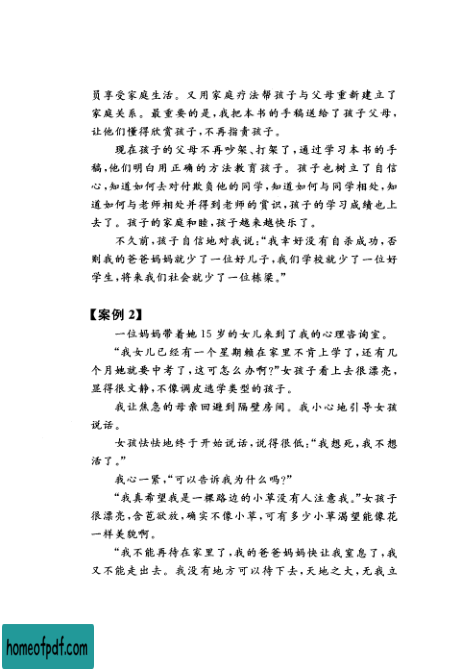 员享受家庭生活。又用家庭疗法帮孩子与父母重新建立了
家庭关系。最重要的是,我把本书的手稿送给了孩子父母,
让他们懂得欣赏孩子,不再指责孩子。
现在孩子的父母不再吵架、打架了,通过学习本书的手
稿,他们明白用正确的方法教育孩子。孩子也树立了自信
心,知道如何去对付欺负他的同学,知道如何与同学相处,知
道如何与老师相处并得到老师的赏识,孩子的学习成绩也上
去了。孩子的家庭和睦,孩子越来越快乐了。
不久前,孩子自信地对我说:“我幸好没有自杀成功,否
则我的爸爸妈妈就少了一位好儿子,我们学校就少了一位好
学生,将来我们社会就少了一位栋梁。”
【案例 2】
一位妈妈带着她 15 岁的女儿来到了我的心理咨询室。
“我女儿已经有一个星期赖在家里不肯上学了,还有几
个月她就要中考了,这可怎么办啊?”女孩子看上去很漂亮,
显得很文静,不像调皮逃学类型的孩子。
我让焦急的母亲回避到隔壁房间。我小心地引导女孩
说话。
女孩怯怯地终于开始说话,说得很低:“我想死,我不想
活了。”
我心一紧,“可以告诉我为什么吗?”
“我真希望我是一棵路边的小草没有人注意我。”女孩子
很漂亮,含苞欲放,确实不像小草,可有多少小草渴望能像花
一样美貌啊。
“我不能再待在家里了,我的爸爸妈妈快让我窒息了,我
又不能走出去。我没有地方可以待下去,天地之大,无我立
homeofpdf.com